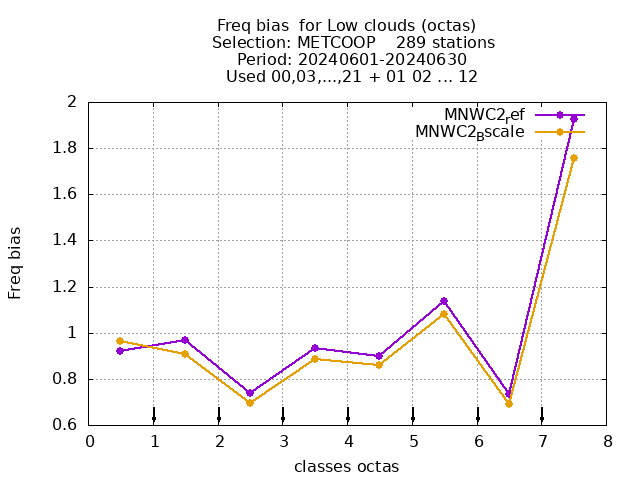 Freq bias  for Low clouds (octas)
Selection: METCOOP    289 stations
Period: 20240601-20240630
Used 00,03,...,21 + 01 02 ... 12
MNWC2ref
MNWC2Bscale
2
1.8
1.6
1.4
1.2
1
0.8
0.6
Freq bias
0 1 2 3 4 5 6 7 8
classes octas